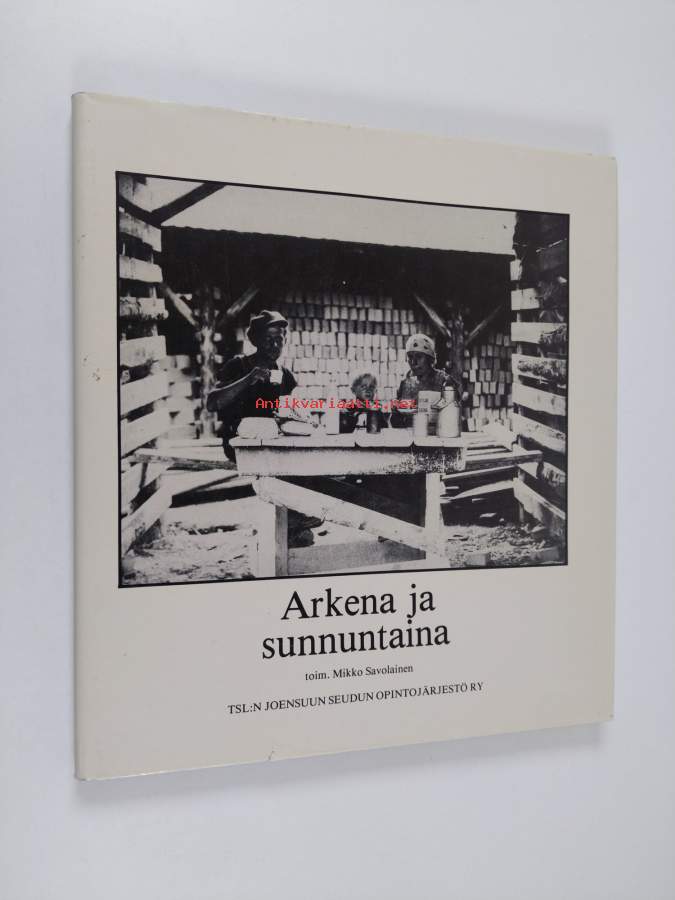 Antikvariaatti.net
Arkena ja
sunnuntaina
toim. Mikko Savolainen
TSL:N JOENSUUN SEUDUN OPINTOJÄRJESTÖ RY